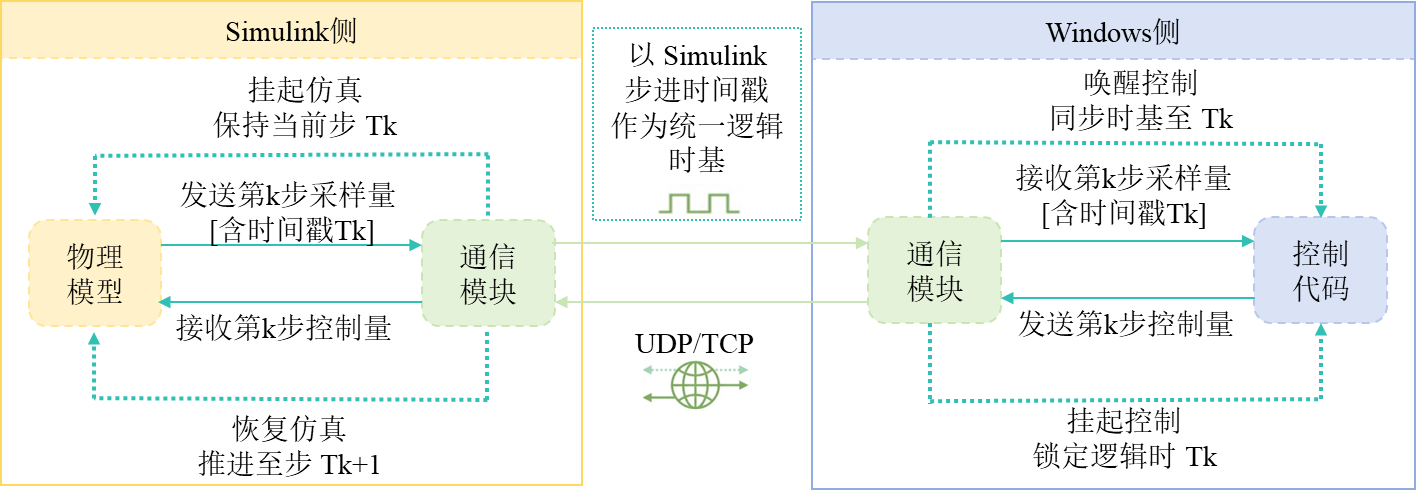 Simulink侧
挂起仿真
保持当前步 Tk
发送第k步采样量
[含时间戳Tk]
物理
模型
通信
模块
接收第k步控制量
恢复仿真
推进至步 Tk+1
以 Simulink
步进时间戳
作为统一逻辑
时基
UDP/TCP
Windows侧
唤醒控制
同步时基至 Tk
接收第k步采样量
[含时间戳Tk]
通信
模块
控制
代码
发送第k步控制量
挂起控制
锁定逻辑时 Tk